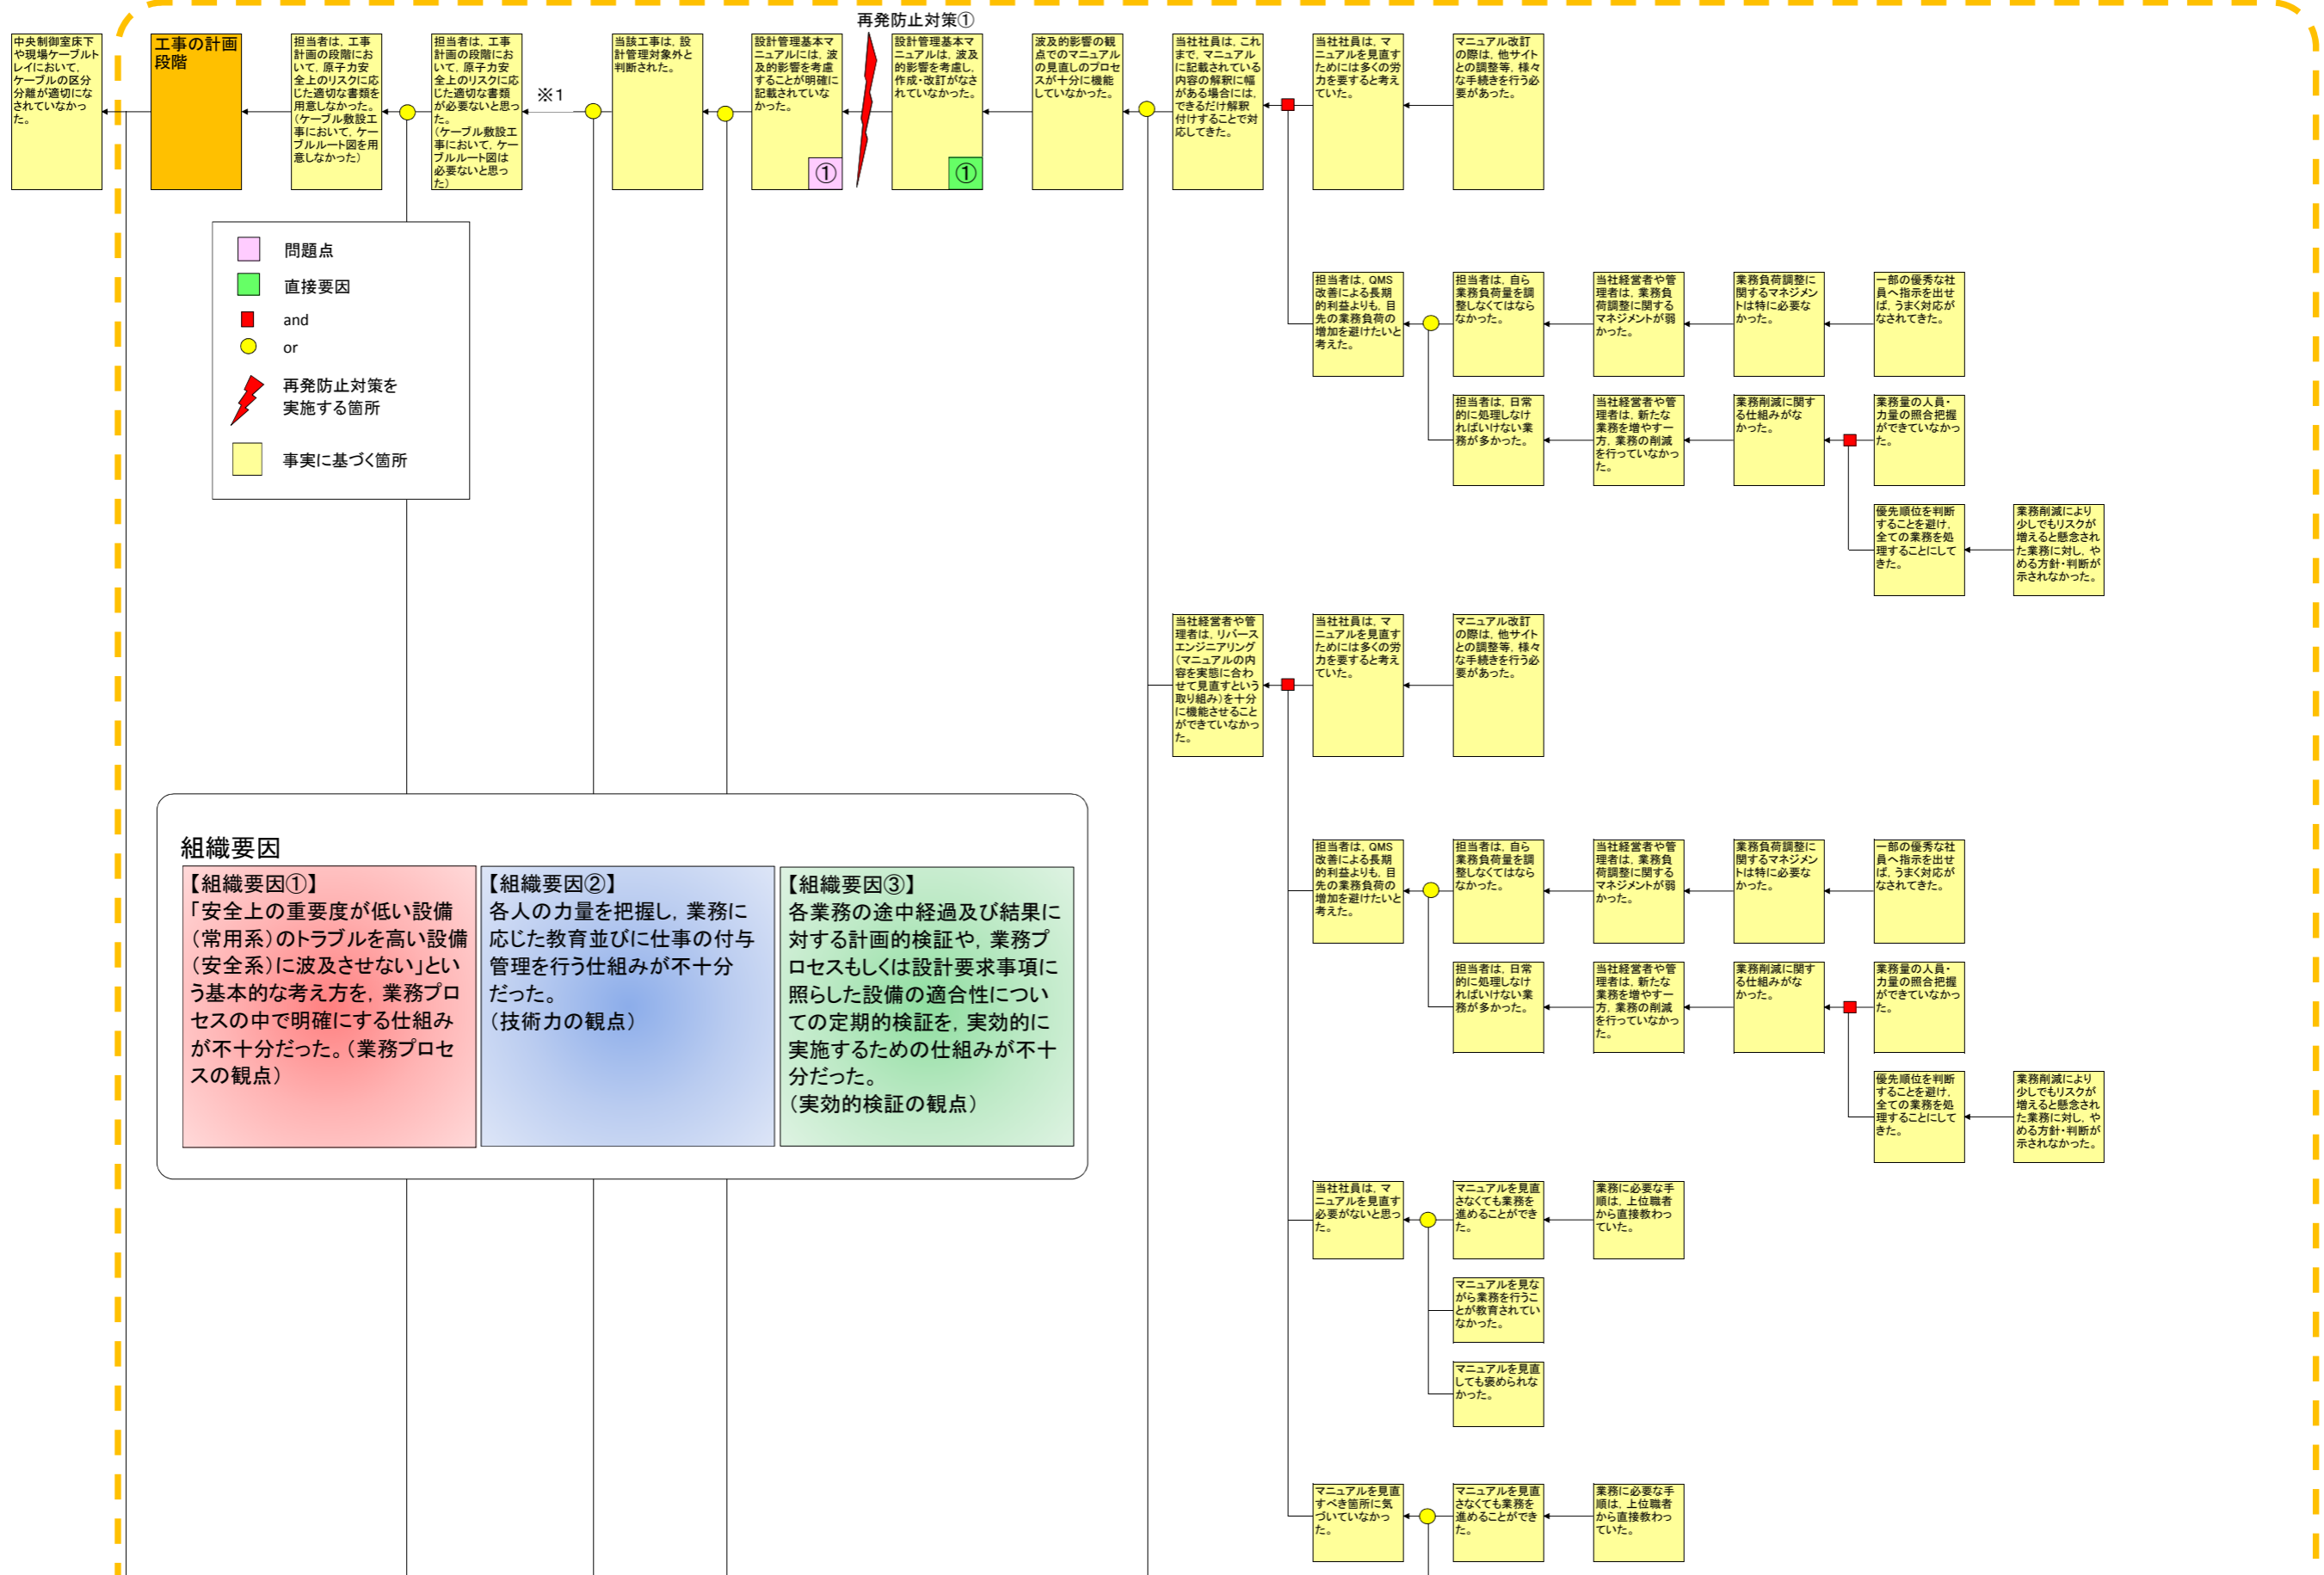 再発防止対策①
中央制御室床下
や現場ケーブルト
レイにおいて,
ケーブルの区分
分離が適切にな
されていなかっ
た。
工事の計画
段階
担当者は, 工事
計画の段階にお
いて, 原子力安
全上のリスクに応
じた適切な書類を
用意しなかった。
(ケーブル敷設工
事において, ケー
ブルルート図を用
意しなかった)
担当者は, 工事
計画の段階にお
いて, 原子力安
全上のリスクに応
じた適切な書類
が必要ないと思っ
た。
(ケーブル敷設工
事において, ケー
ブルルート図は
必要ないと思っ
た)
※1
当該工事は, 設
計管理対象外と
判断された。
設計管理基本マ
ニュアルには, 波
及的影響を考慮
することが明確に
記載されていな
かった。
①
設計管理基本マ
ニュアルは, 波及
的影響を考慮し,
作成・改訂がなさ
れていなかった。
①
波及的影響の観
点でのマニュアル
の見直しのプロセ
スが十分に機能
していなかった。
当社社員は, これ
まで, マニュアル
に記載されている
内容の解釈に幅
がある場合には,
できるだけ解釈
付けすることで対
応してきた。
当社社員は, マ
ニュアルを見直す
ためには多くの労
力を要すると考え
ていた。
マニュアル改訂
の際は, 他サイト
との調整等, 様々
な手続きを行う必
要があった。
問題点
直接要因
and
or
再発防止対策を
実施する箇所
事実に基づく箇所
担当者は, QMS
改善による長期
的利益よりも, 目
先の業務負荷の
増加を避けたいと
考えた。
担当者は, 自ら
業務負荷量を調
整しなくてはなら
なかった。
当社経営者や管
理者は, 業務負
荷調整に関する
マネジメントが弱
かった。
業務負荷調整に
関するマネジメン
トは特に必要な
かった。
一部の優秀な社
員へ指示を出せ
ば, うまく対応が
なされてきた。
担当者は, 日常
的に処理しなけ
ればいけない業
務が多かった。
当社経営者や管
理者は, 新たな
業務を増やす一
方, 業務の削減
を行っていなかっ
た。
業務削減に関す
る仕組みがな
かった。
業務量の人員・
力量の照合把握
ができていなかっ
た。
優先順位を判断
することを避け,
全ての業務を処
理することにして
きた。
業務削減により
少しでもリスクが
増えると懸念され
た業務に対し, や
める方針・判断が
示されなかった。
当社経営者や管
理者は, リバース
エンジニアリング
(マニュアルの内
容を実態に合わ
せて見直すという
取り組み)を十分
に機能させること
ができていなかっ
た。
当社社員は, マ
ニュアルを見直す
ためには多くの労
力を要すると考え
ていた。
マニュアル改訂
の際は, 他サイト
との調整等, 様々
な手続きを行う必
要があった。
組織要因
【組織要因①】
「安全上の重要度が低い設備
(常用系)のトラブルを高い設備
(安全系)に波及させない」とい
う基本的な考え方を, 業務プロ
セスの中で明確にする仕組み
が不十分だった。(業務プロセ
スの観点)
【組織要因②】
各人の力量を把握し, 業務に
応じた教育並びに仕事の付与
管理を行う仕組みが不十分
だった。
(技術力の観点)
【組織要因③】
各業務の途中経過及び結果に
対する計画的検証や, 業務プ
ロセスもしくは設計要求事項に
照らした設備の適合性につい
ての定期的検証を, 実効的に
実施するための仕組みが不十
分だった。
(実効的検証の観点)
担当者は, QMS
改善による長期
的利益よりも, 目
先の業務負荷の
増加を避けたいと
考えた。
担当者は, 自ら
業務負荷量を調
整しなくてはなら
なかった。
当社経営者や管
理者は, 業務負
荷調整に関する
マネジメントが弱
かった。
業務負荷調整に
関するマネジメン
トは特に必要な
かった。
一部の優秀な社
員へ指示を出せ
ば, うまく対応が
なされてきた。
担当者は, 日常
的に処理しなけ
ればいけない業
務が多かった。
当社経営者や管
理者は, 新たな
業務を増やす一
方, 業務の削減
を行っていなかっ
た。
業務削減に関す
る仕組みがな
かった。
業務量の人員・
力量の照合把握
ができていなかっ
た。
優先順位を判断
することを避け,
全ての業務を処
理することにして
きた。
業務削減により
少しでもリスクが
増えると懸念され
た業務に対し, や
める方針・判断が
示されなかった。
当社社員は, マ
ニュアルを見直す
必要がないと思っ
た。
マニュアルを見直
さなくても業務を
進めることができ
た。
業務に必要な手
順は, 上位職者
から直接教わっ
ていた。
マニュアルを見な
がら業務を行うこ
とが教育されてい
なかった。
マニュアルを見直
しても褒められな
かった。
マニュアルを見直
すべき箇所に気
づいていなかっ
た。
マニュアルを見直
さなくても業務を
進めることができ
た。
業務に必要な手
順は, 上位職者
から直接教わっ
ていた。